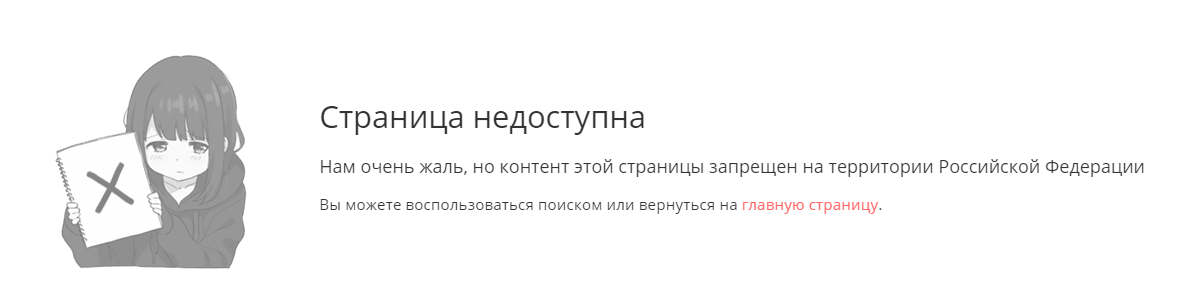 Страница недоступна
Нам очень жаль, но контент этой страницы запрещен на территории Российской Федерации
Вы можете воспользоваться поиском или вернуться на главную страницу.